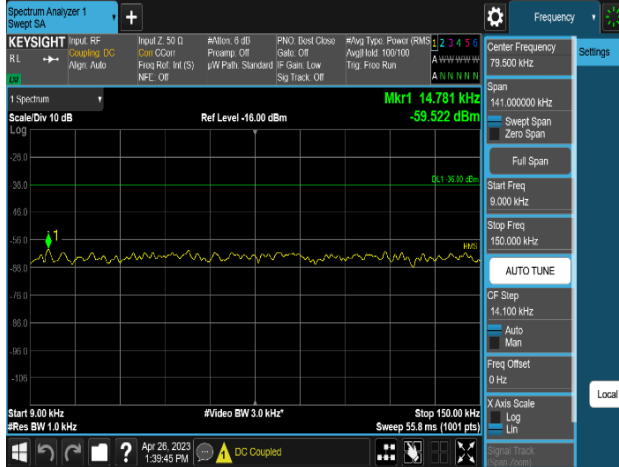 Spectrum Analyzer 1
Swept SA
Frequency
KEYSIGHT
Input: RF
Coupling: DC
Align: Auto
R L
Input Z: 50 Ω
Corr CCorr
Freq Ref: Int (S)
NFE: Off
#Atten: 6 dB
Preamp: Off
µW Path: Standard
PNO: Best Close
Gate: Off
IF Gain: Low
Sig Track: Off
#Avg Type: Power (RMS
Avg|Hold: 100/100
Trig: Free Run
1 2 3 4 5 6
A W W W W W
A N N N N N
1 Spectrum
Scale/Div 10 dB
Log
Ref Level -16.00 dBm
Mkr1 14.781 kHz
-59.522 dBm
-26.0
-36.0
DL1 -36.00 dBm
-46.0
-56.0
1
RMS
-66.0
-76.0
-86.0
-96.0
-106
Start 9.00 kHz
#Res BW 1.0 kHz
#Video BW 3.0 kHz*
Stop 150.00 kHz
Sweep 55.8 ms (1001 pts)
?
Apr 26, 2023
1:39:45 PM
DC Coupled
Center Frequency
79.500 kHz
Settings
Span
141.000000 kHz
Swept Span
Zero Span
Full Span
Start Freq
9.000 kHz
Stop Freq
150.000 kHz
AUTO TUNE
CF Step
14.100 kHz
Auto
Man
Freq Offset
0 Hz
X Axis Scale
Log
Lin
Local
Signal Track
(Span Zoom)